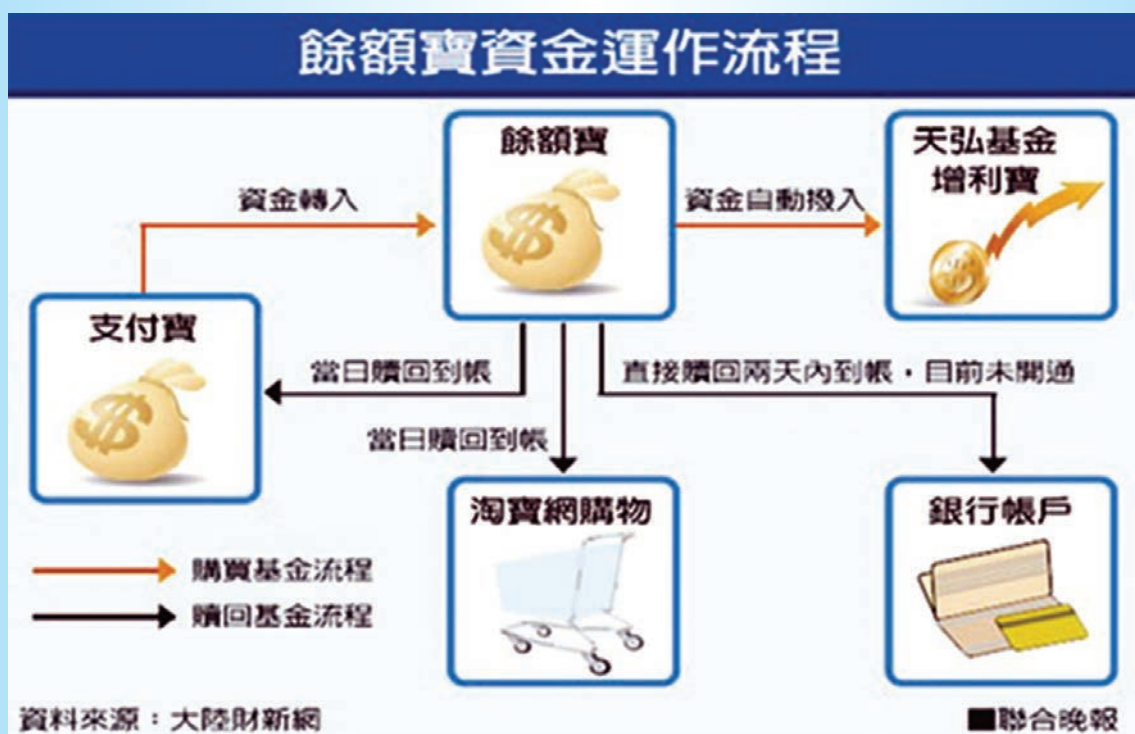 餘額寶資金運作流程
餘額寶
天弘基金
增利寶
資金轉入
資金自動撥入
支付寶
當日贖回到帳
直接贖回兩天內到帳，目前未開通
當日贖回到帳
淘寶網購物
銀行帳戶
購買基金流程
贖回基金流程
資料來源：大陸財新網
■聯合晚報